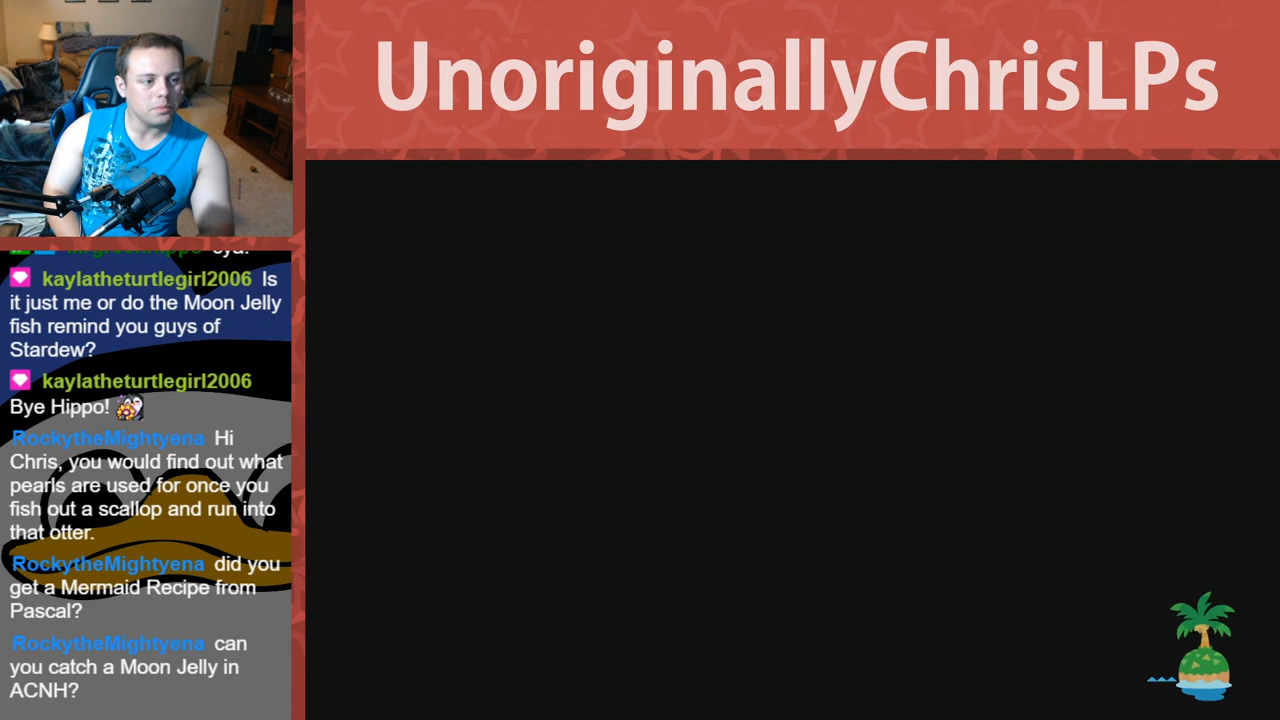 UnoriginallyChrisLPs
kaylatheturtlegirl2006 Is
it just me or do the Moon Jelly
fish remind you guys of
Stardew?
kaylatheturtlegirl2006
Bye Hippo!
RockytheMightyena Hi
Chris, you would find out what
pearls are used for once you
fish out a scallop and run into
that otter.
RockytheMightyena did you
get a Mermaid Recipe from
Pascal?
RockytheMightyena can
you catch a Moon Jelly in
ACNH?